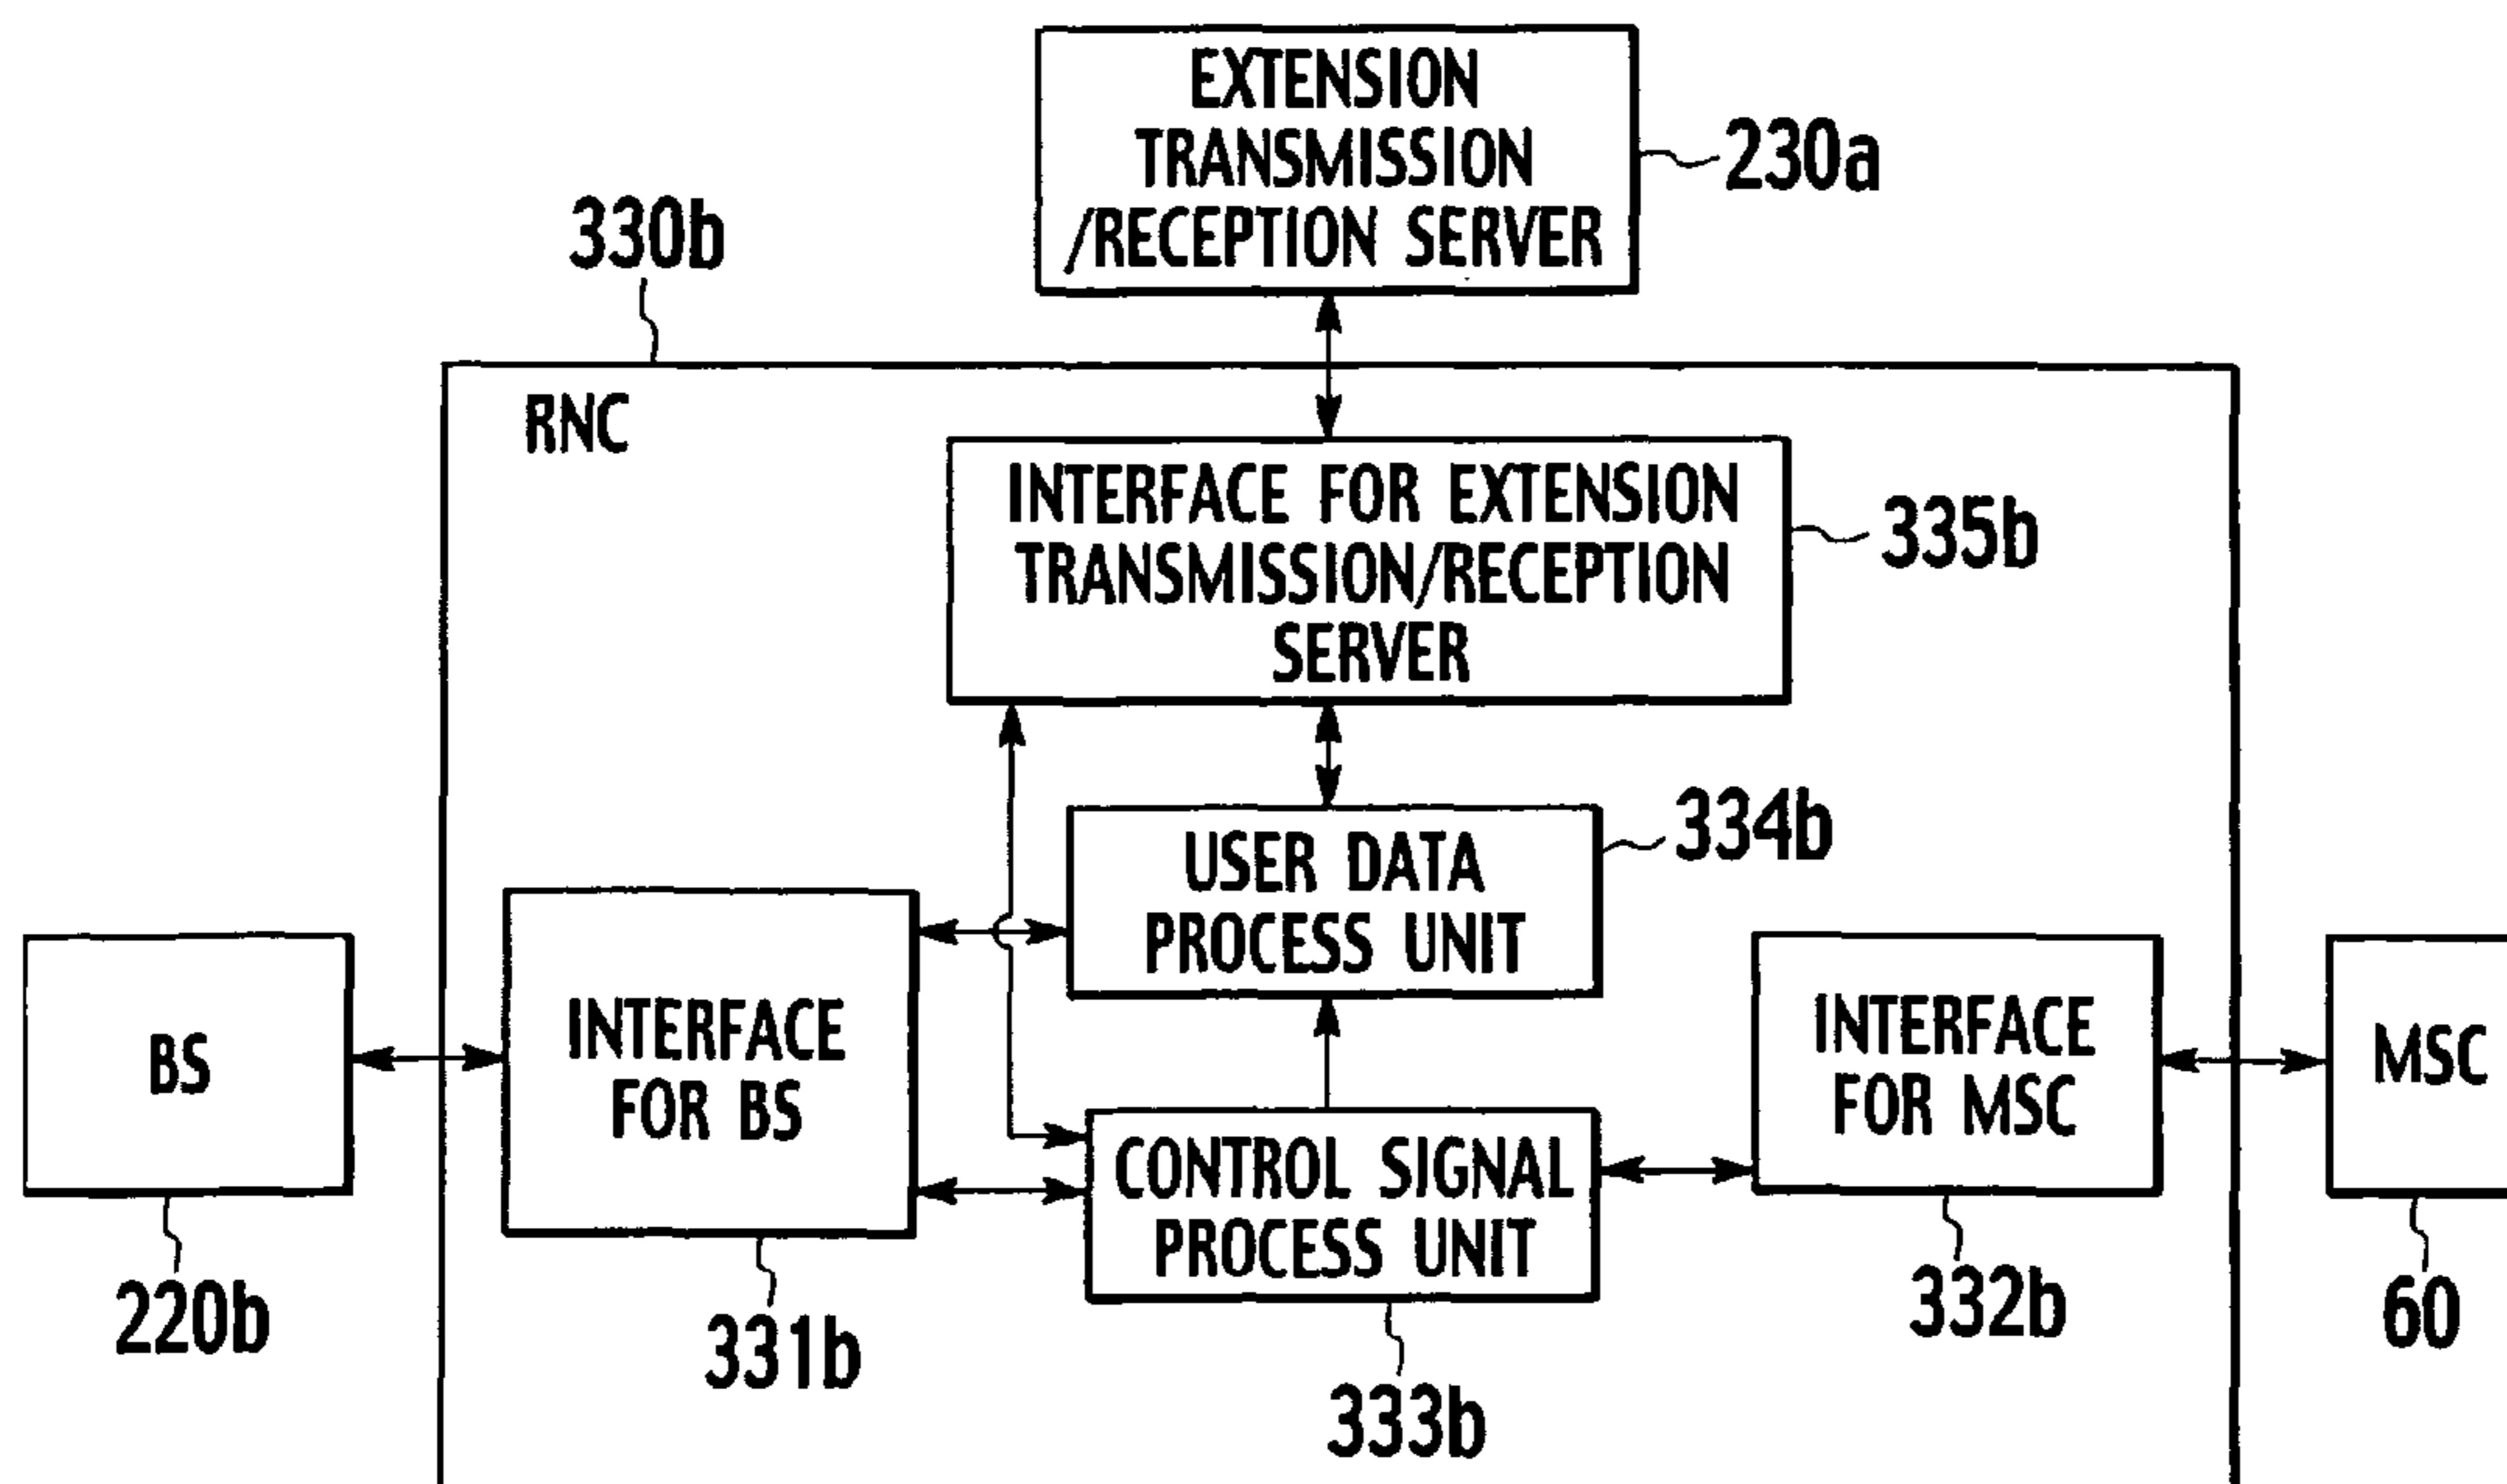 EXTENSION
TRANSMISSION
/RECEPTION SERVER
230a
330b
RNC
INTERFACE FOR EXTENSION
TRANSMISSION/RECEPTION
SERVER
335b
USER DATA
PROCESS UNIT
334b
BS
220b
INTERFACE
FOR BS
331b
CONTROL SIGNAL
PROCESS UNIT
333b
INTERFACE
FOR MSC
332b
MSC
60